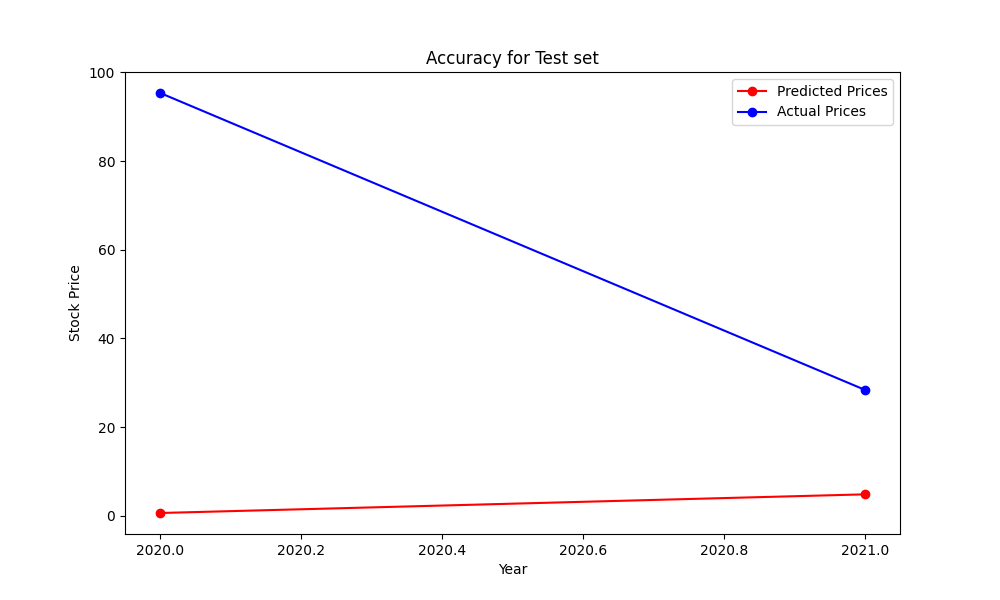 Accuracy for Test set
Predicted Prices
Actual Prices
Stock Price
100
80
60
40
20
0
2020.0 2020.2 2020.4 2020.6 2020.8 2021.0
Year